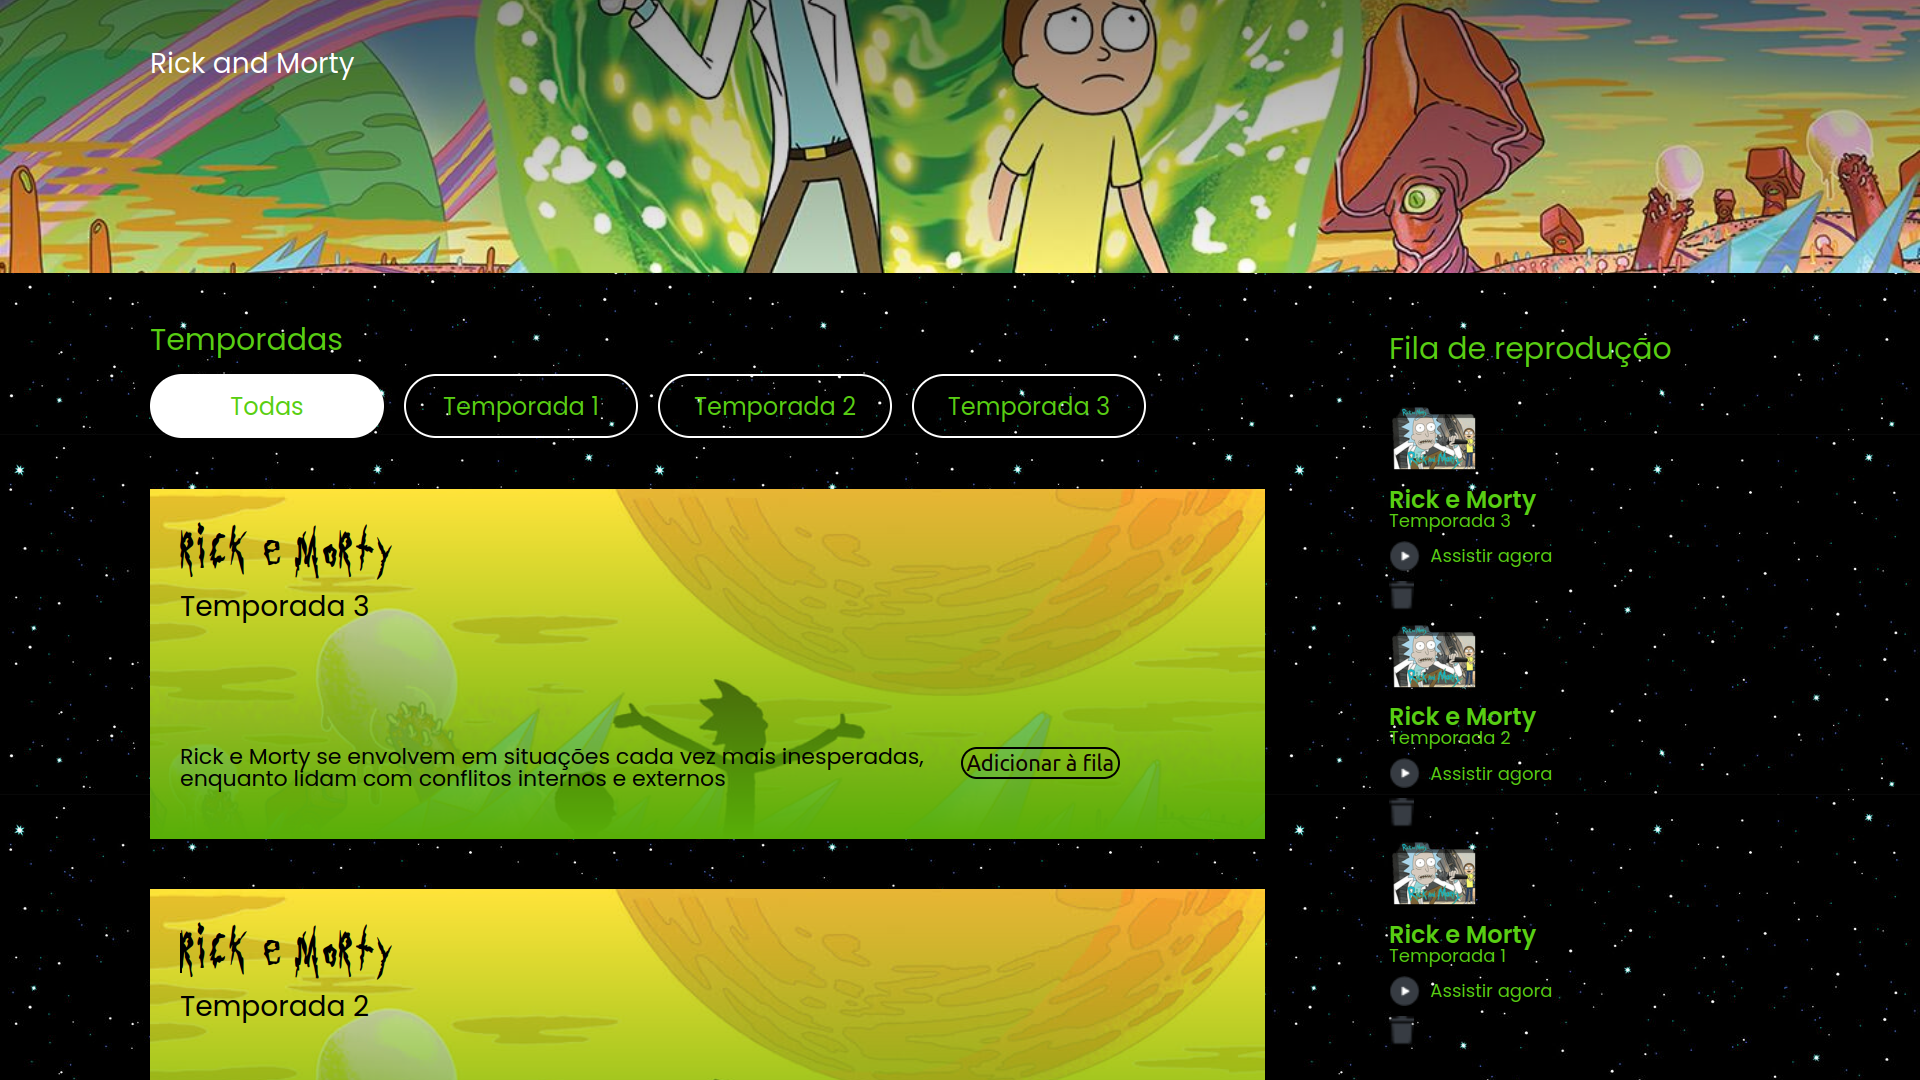 Rick and Morty
Temporadas
Todas
Temporada 1
Temporada 2
Temporada 3
Rick e Morty
Temporada 3
Rick e Morty se envolvem em situações cada vez mais inesperadas,
enquanto lidam com conflitos internos e externos
Adicionar à fila
Rick e Morty
Temporada 2
Fila de reprodução
Rick e Morty
Temporada 3
Assistir agora
Rick e Morty
Temporada 2
Assistir agora
Rick e Morty
Temporada 1
Assistir agora